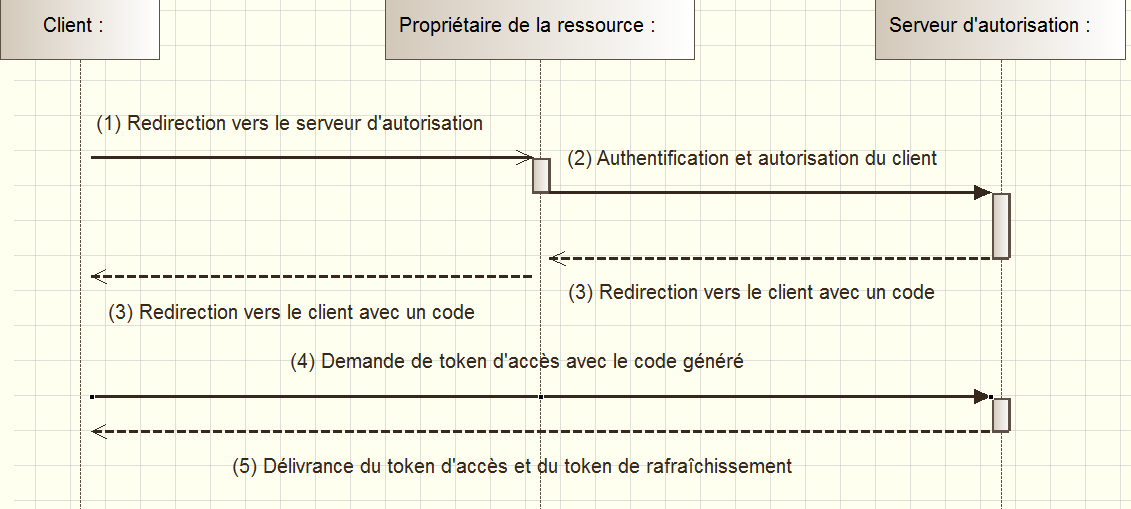 Client :
Propriétaire de la ressource :
Serveur d'autorisation :
(1) Redirection vers le serveur d'autorisation
(2) Authentification et autorisation du client
(3) Redirection vers le client avec un code
(3) Redirection vers le client avec un code
(4) Demande de token d'accès avec le code généré
(5) Délivrance du token d'accès et du token de rafraîchissement